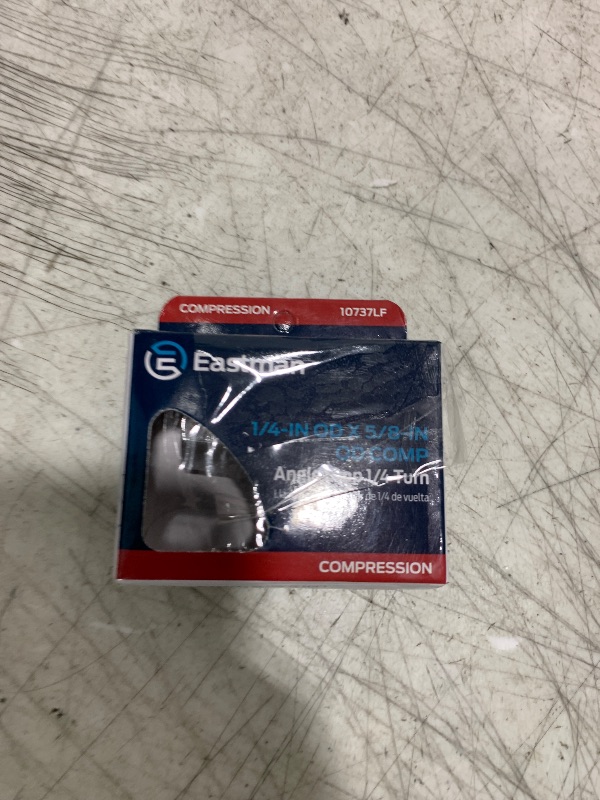 COMPRESSION
10737LF
Eastman
1/4-IN OD X 5/8-IN
OD COMP
Angle Stop 1/4 Turn
de 1/4 de vuelta
COMPRESSION